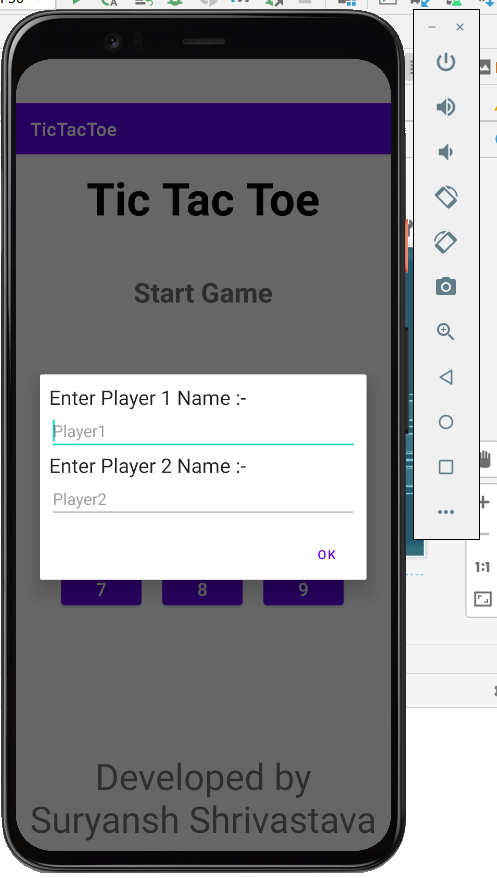 TicTacToe
Tic Tac Toe
Start Game
Enter Player 1 Name :-
Player1
Enter Player 2 Name :-
Player2
OK
7 8 9
Developed by
Suryansh Shrivastava
1:1